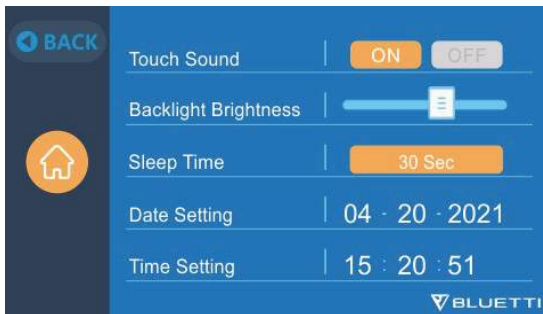 BACK
Touch Sound ON OFF
Backlight Brightness
Sleep Time 30 Sec
Date Setting 04 - 20 - 2021
Time Setting 15 : 20 : 51
BLUETTI